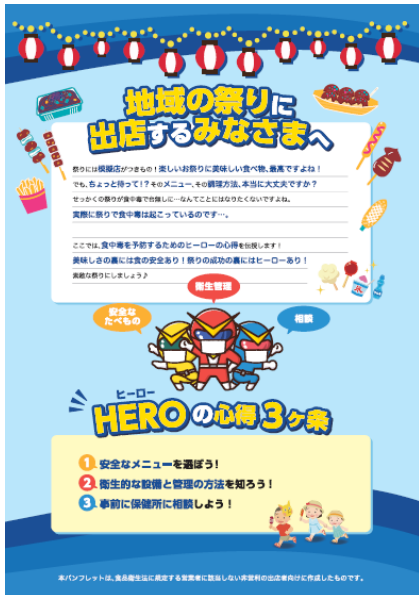 地域の祭りに
出店するみなさまへ
祭りには模擬店がつきもの！楽しいお祭りに美味しい食べ物、最高ですよね！
でも、ちょっと待って！？そのメニュー、その調理方法、本当に大丈夫ですか？
せっかくの祭りが食中毒で台無しに…なんてことにはなりたくないですよね。
実際に祭りで食中毒は起こっているのです…。
ここでは、食中毒を予防するためのヒーローの心得を伝授します！
美味しさの裏には食の安全あり！祭りの成功の裏にはヒーローあり！
素敵な祭りにしましょう♪
衛生管理
安全な
たべもの
相談
ヒーロー
HEROの心得3ヶ条
1 安全なメニューを選ぼう！
2 衛生的な設備と管理の方法を知ろう！
3 事前に保健所に相談しよう！
本パンフレットは、食品衛生法に規定する営業者に該当しない非営利の出店者向けに作成したものです。